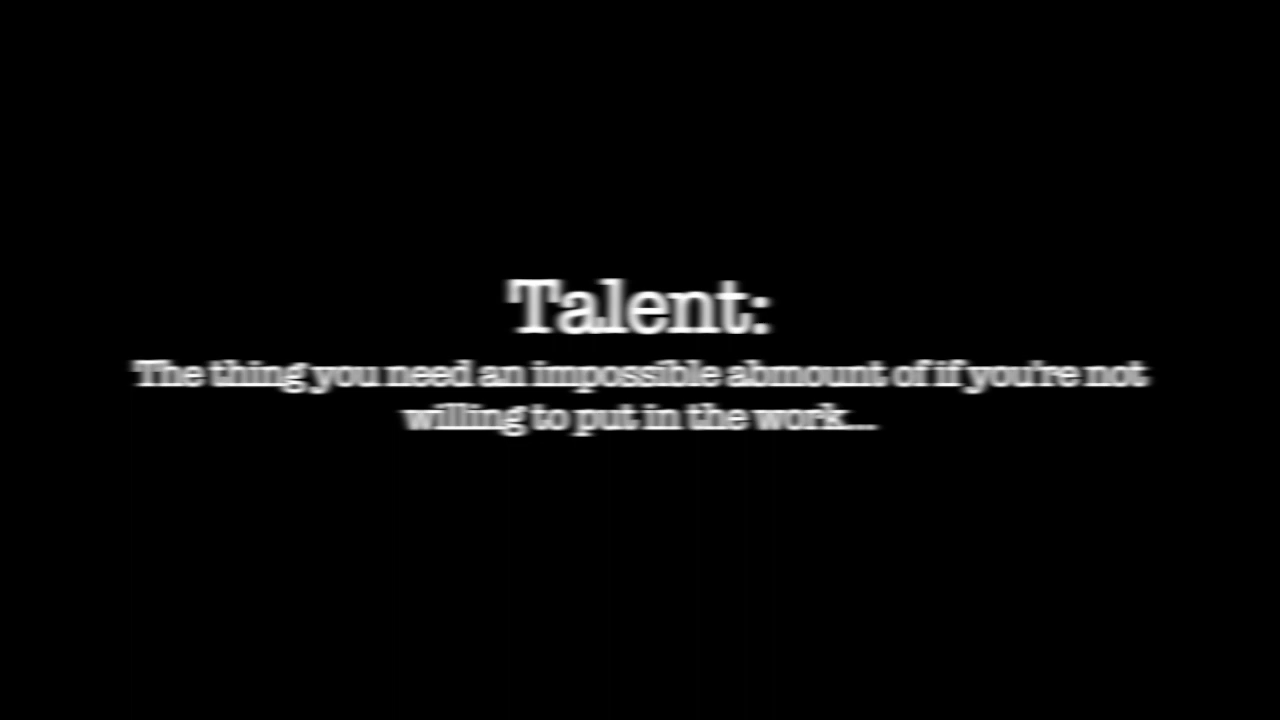 Talent:
The thing you need an impossible abmount of if you're not
willing to put in the work...